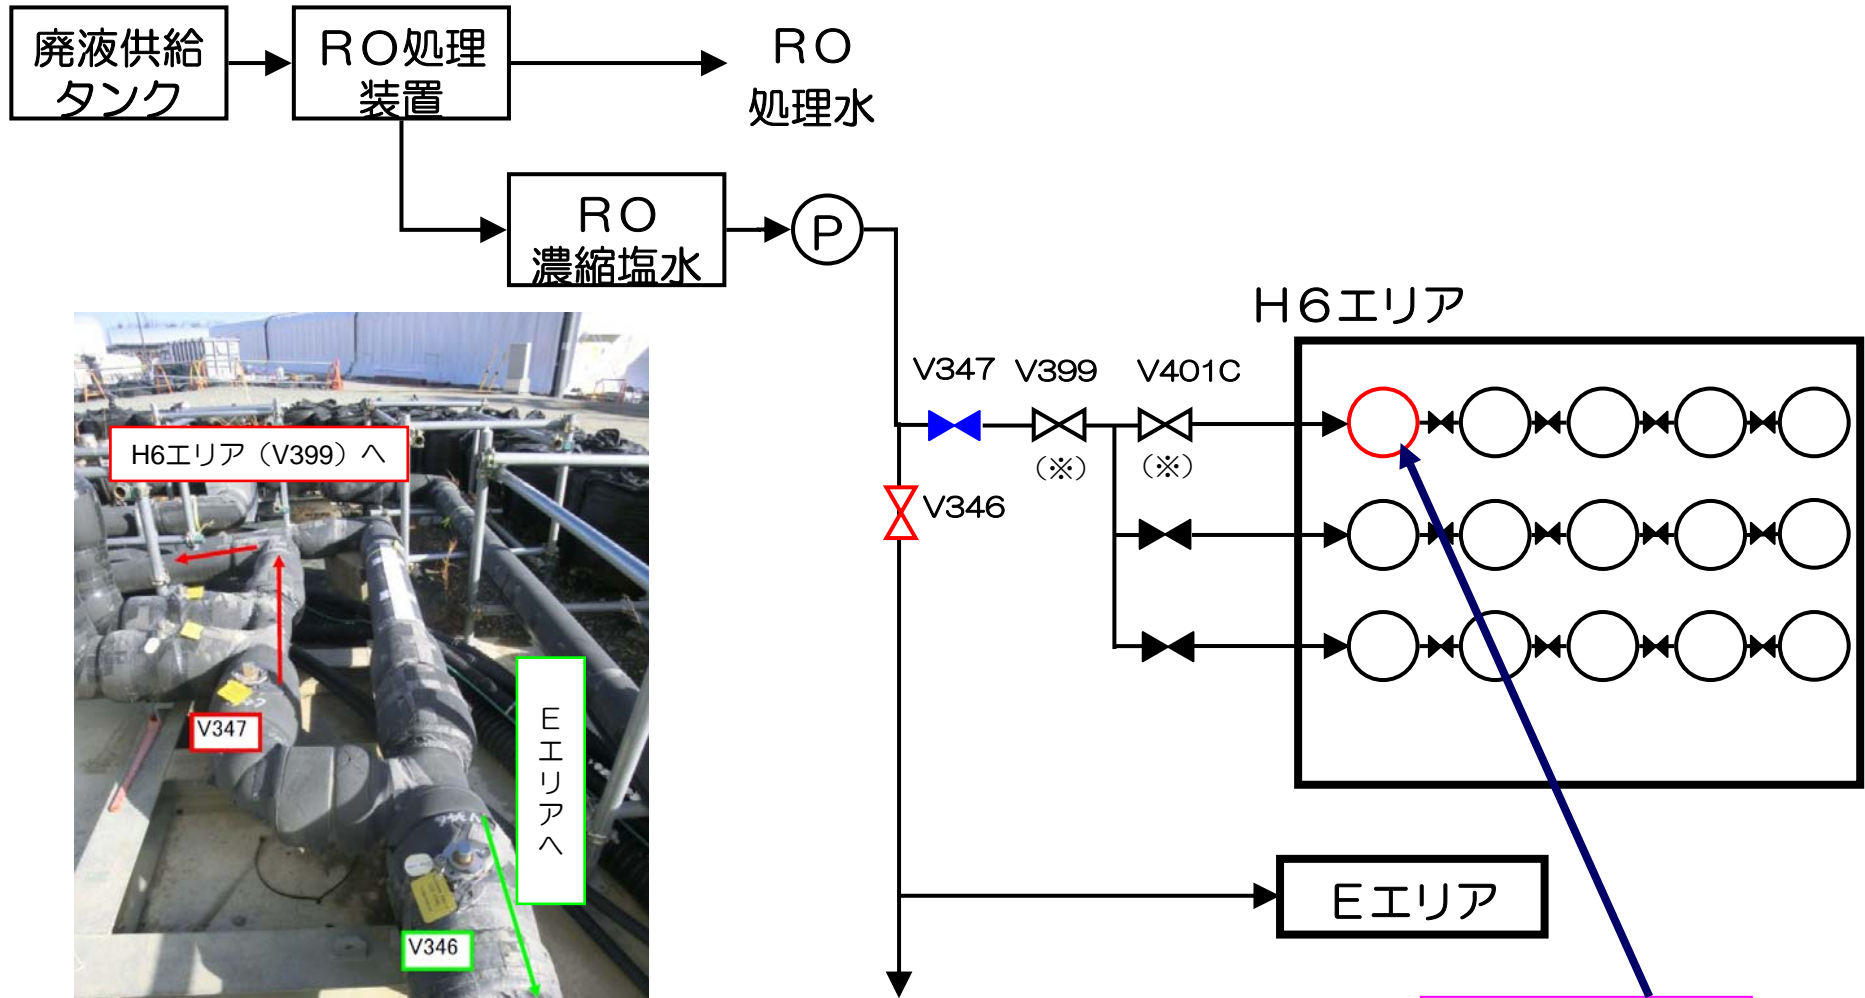 廃液供給
タンク
ＲＯ処理
装置
ＲＯ
処理水
ＲＯ
濃縮塩水
P
Ｈ６エリア
V347
V399
V401C
（※）
（※）
V346
H6エリア（V399）へ
V347
Eエリアへ
V346
Ｅエリア